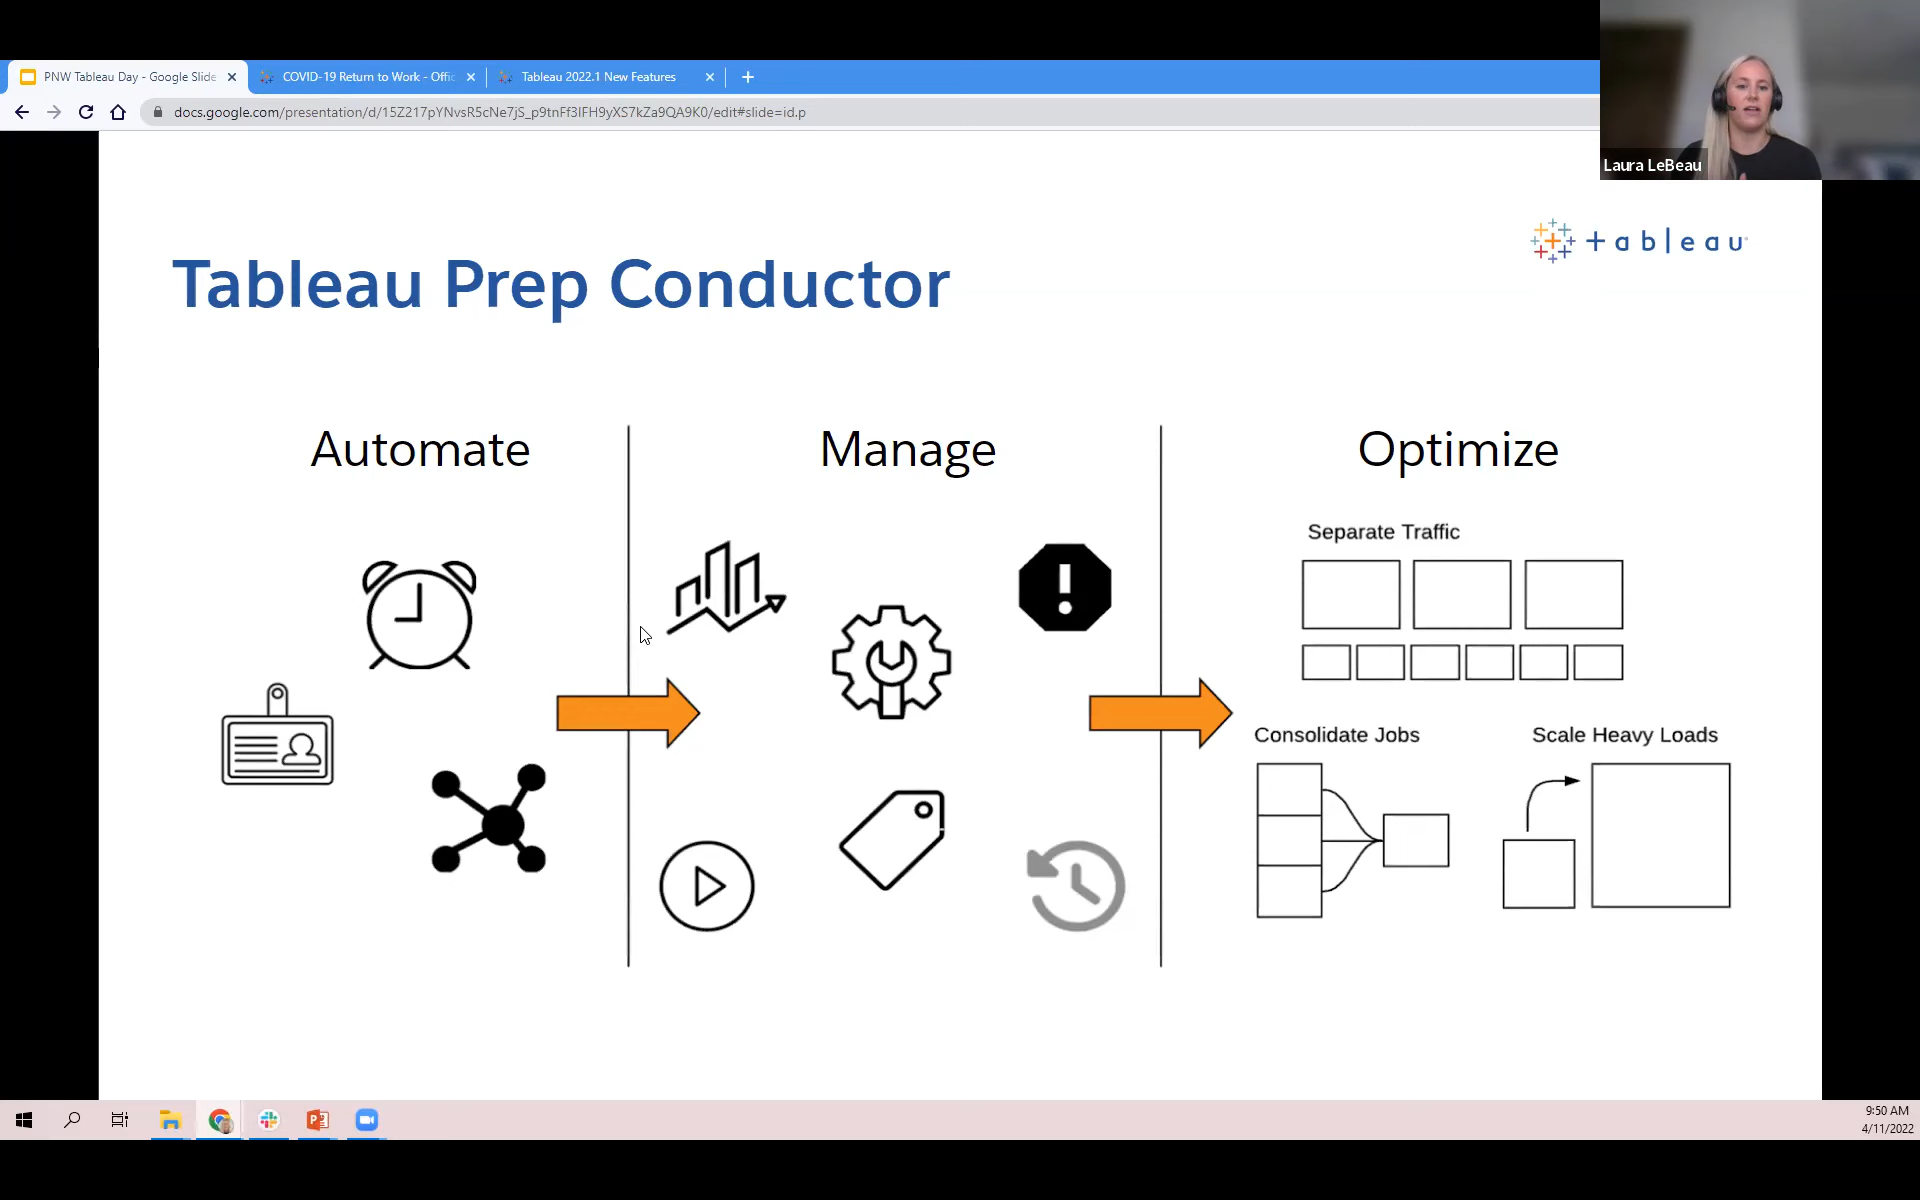 PNW Tableau Day - Google Slide
COVID-19 Return to Work - Offic
Tableau 2022.1 New Features
docs.google.com/presentation/d/15Z217pYNvsR5cNe7jS_p9tnFf3lFH9yXS7kZa9QA9K0/edit#slide=id.p
Laura LeBeau
+ableau
Tableau Prep Conductor
Automate
Manage
Optimize
Separate Traffic
Consolidate Jobs
Scale Heavy Loads
9:50 AM
4/11/2022